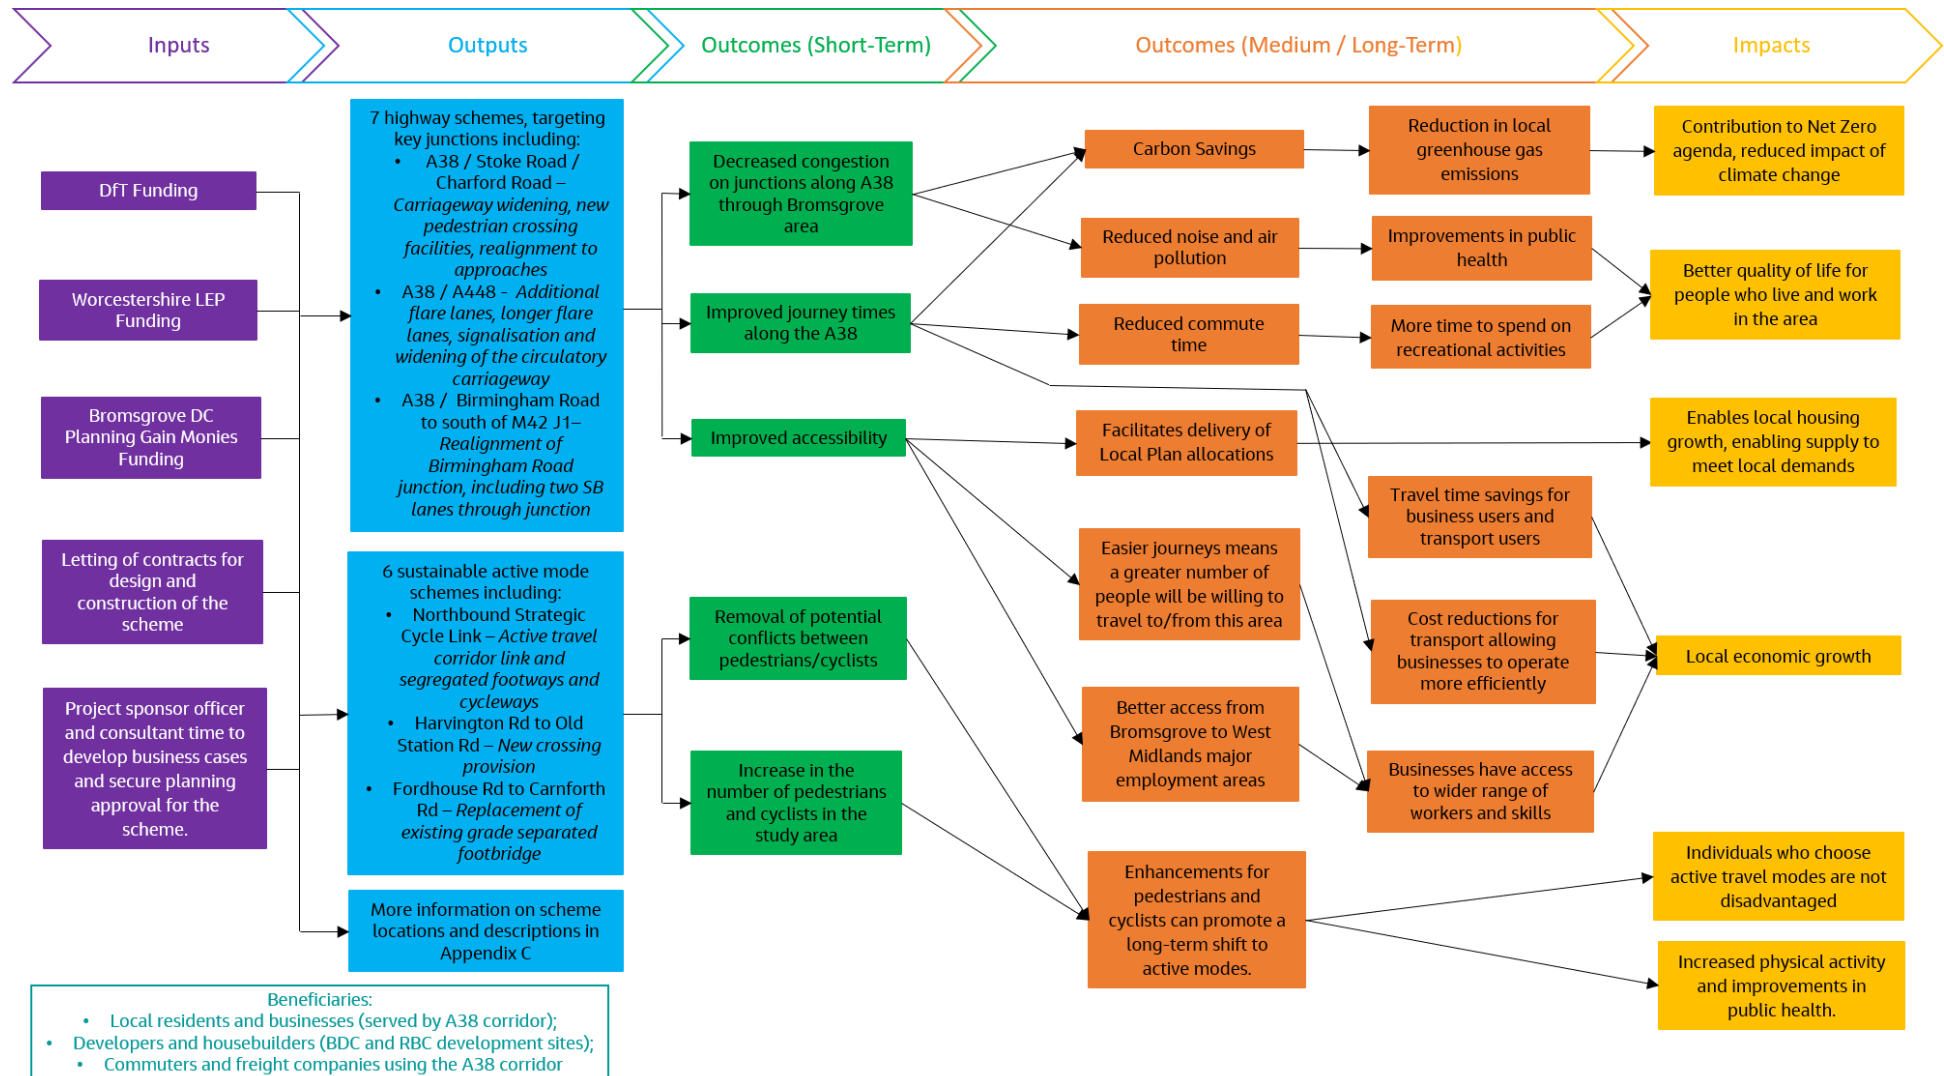 Inputs
Outputs
Outcomes (Short-Term)
Outcomes (Medium / Long-Term)
Impacts
DfT Funding
Worcestershire LEP
Funding
Bromsgrove DC
Planning Gain Monies
Funding
Letting of contracts for
design and
construction of the
scheme
Project sponsor officer
and consultant time to
develop business cases
and secure planning
approval for the
scheme.
7 highway schemes, targeting
key junctions including:
• A38 / Stoke Road /
Charford Road –
Carriageway widening, new
pedestrian crossing
facilities, realignment to
approaches
• A38 / A448 - Additional
flare lanes, longer flare
lanes, signalisation and
widening of the circulatory
carriageway
• A38 / Birmingham Road
to south of M42 J1–
Realignment of
Birmingham Road
junction, including two SB
lanes through junction
6 sustainable active mode
schemes including:
• Northbound Strategic
Cycle Link – Active travel
corridor link and
segregated footways and
cycleways
• Harvington Rd to Old
Station Rd – New crossing
provision
• Fordhouse Rd to Carnforth
Rd – Replacement of
existing grade separated
footbridge
More information on scheme
locations and descriptions in
Appendix C
Decreased congestion
on junctions along A38
through Bromsgrove
area
Improved journey times
along the A38
Improved accessibility
Removal of potential
conflicts between
pedestrians/cyclists
Increase in the
number of pedestrians
and cyclists in the
study area
Carbon Savings
Reduced noise and air
pollution
Reduced commute
time
Facilitates delivery of
Local Plan allocations
Easier journeys means
a greater number of
people will be willing to
travel to/from this area
Better access from
Bromsgrove to West
Midlands major
employment areas
Enhancements for
pedestrians and
cyclists can promote a
long-term shift to
active modes.
Reduction in local
greenhouse gas
emissions
Improvements in public
health
More time to spend on
recreational activities
Travel time savings for
business users and
transport users
Cost reductions for
transport allowing
businesses to operate
more efficiently
Businesses have access
to wider range of
workers and skills
Contribution to Net Zero
agenda, reduced impact of
climate change
Better quality of life for
people who live and work
in the area
Enables local housing
growth, enabling supply to
meet local demands
Local economic growth
Individuals who choose
active travel modes are not
disadvantaged
Increased physical activity
and improvements in
public health.
Beneficiaries:
• Local residents and businesses (served by A38 corridor);
• Developers and housebuilders (BDC and RBC development sites);
• Commuters and freight companies using the A38 corridor